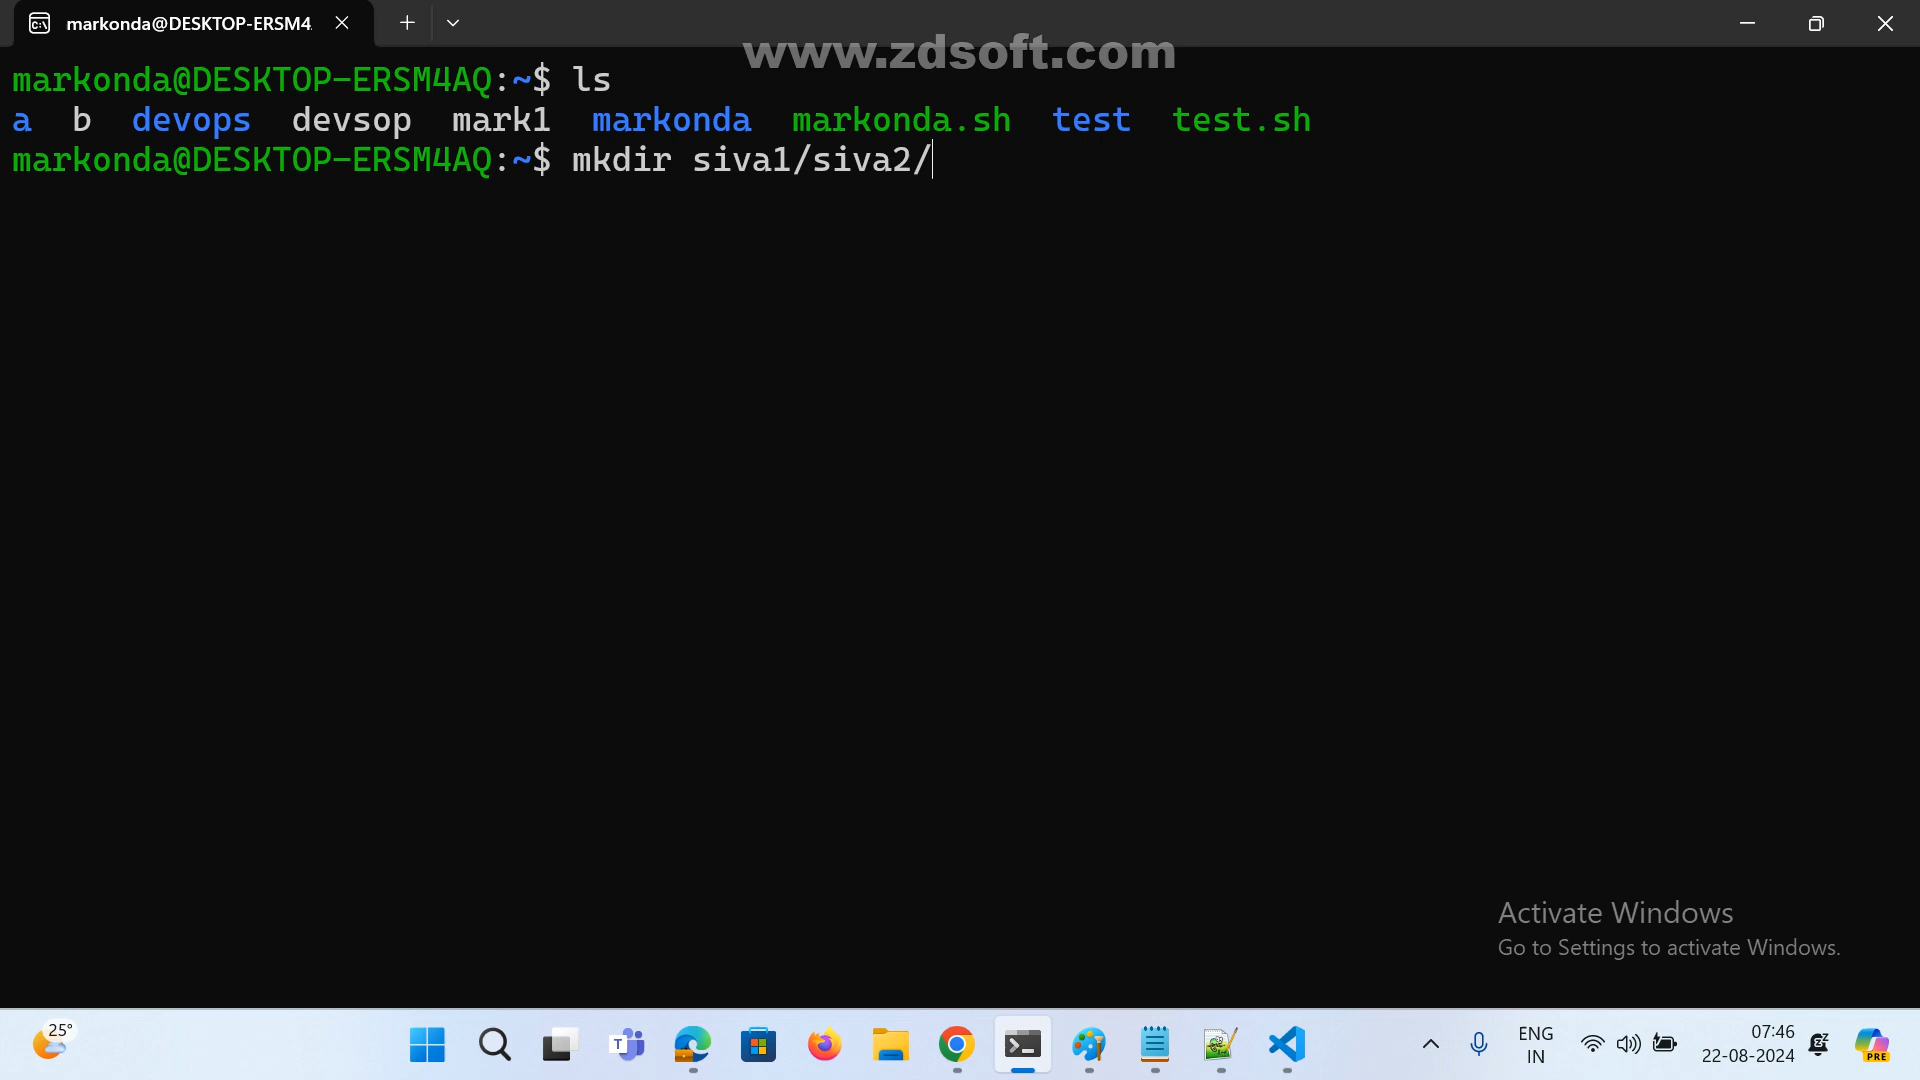 markonda@DESKTOP-ERSM4
www.zdsoft.com
markonda@DESKTOP-ERSM4AQ:~$ ls
a b devops devsop mark1 markonda markonda.sh test test.sh
markonda@DESKTOP-ERSM4AQ:~$ mkdir siva1/siva2/
Activate Windows
Go to Settings to activate Windows.
25°
ENG
IN
07:46
22-08-2024
PRE